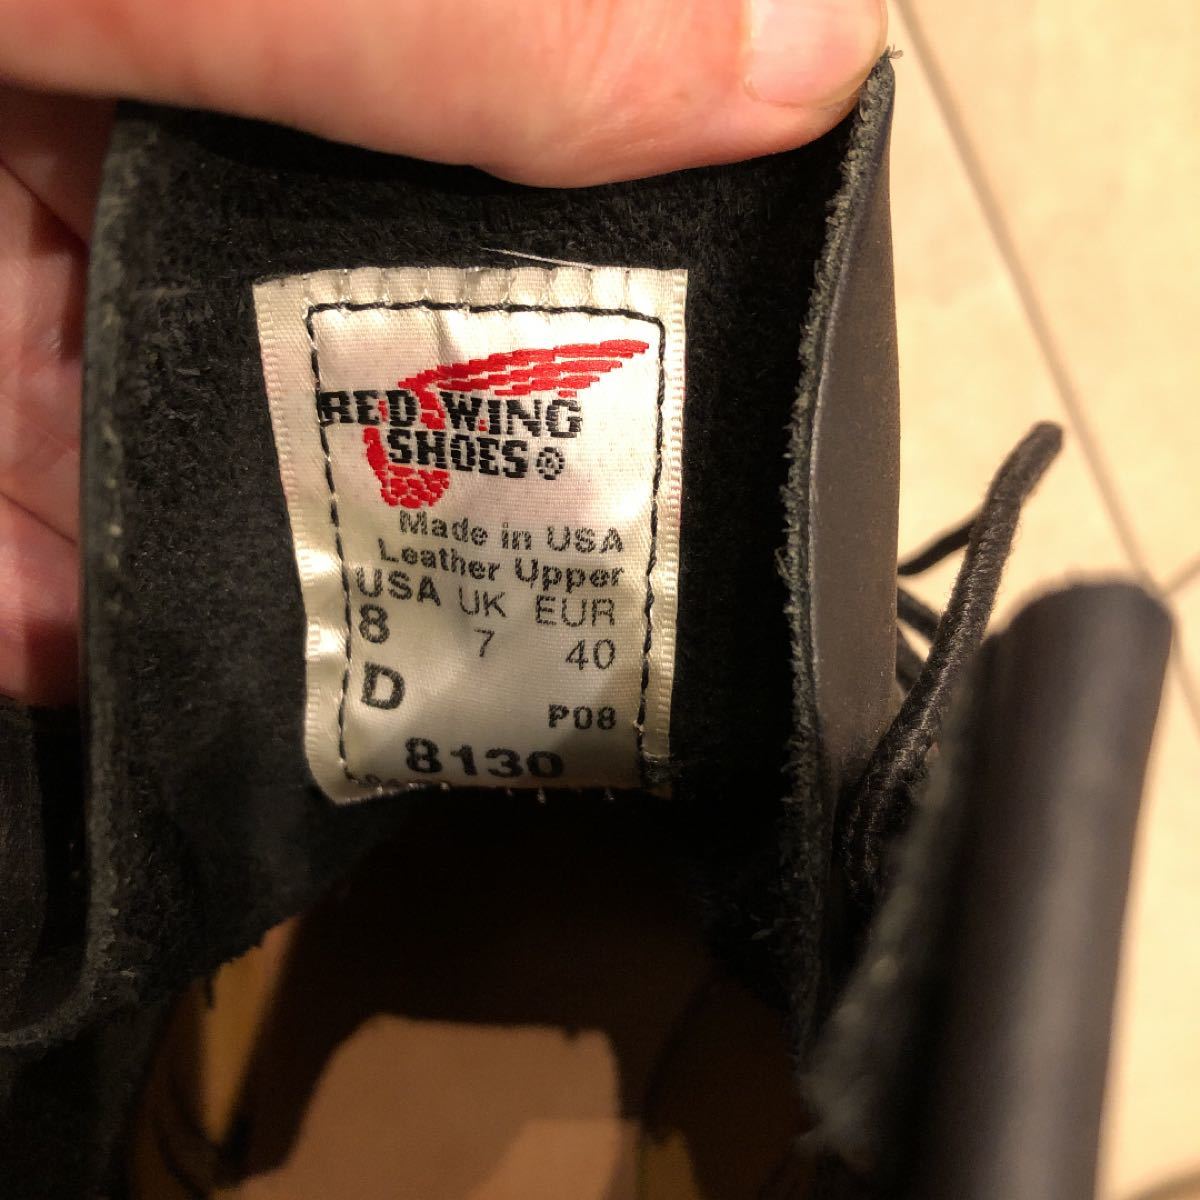 RED WING
SHOES®
Made in USA
Leather Upper
USA UK EUR
8 7 40
D
P08
8130